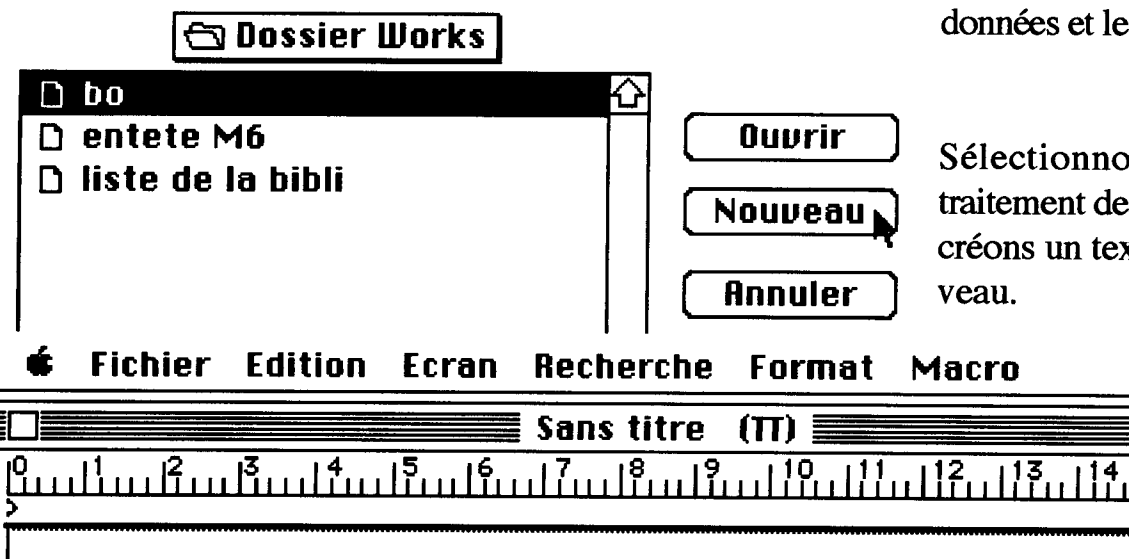 Dossier Works
bo
entete M6
liste de la bibli
Ouvrir
Nouveau
Annuler
données et le
Sélectionno
traitement de
créons un tex
veau.
Fichier Edition Ecran Recherche Format Macro
Sans titre (TT)
0 1 2 3 4 5 6 7 8 9 10 11 12 13 14